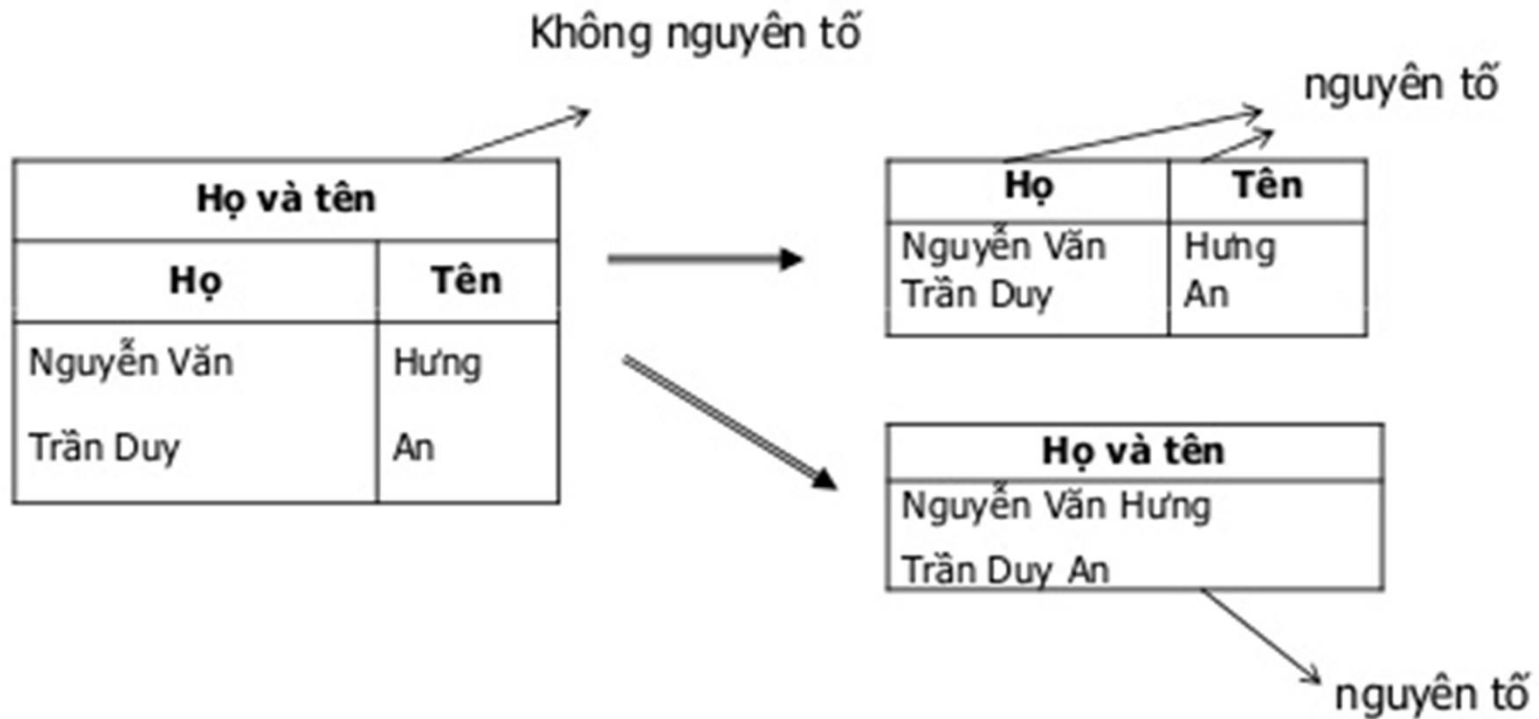 Không nguyên tố
nguyên tố
Họ và tên
Họ Tên
Nguyễn Văn Hưng
Trần Duy An
Họ Tên
Nguyễn Văn Hưng
Trần Duy An
Họ và tên
Nguyễn Văn Hưng
Trần Duy An
nguyên tố